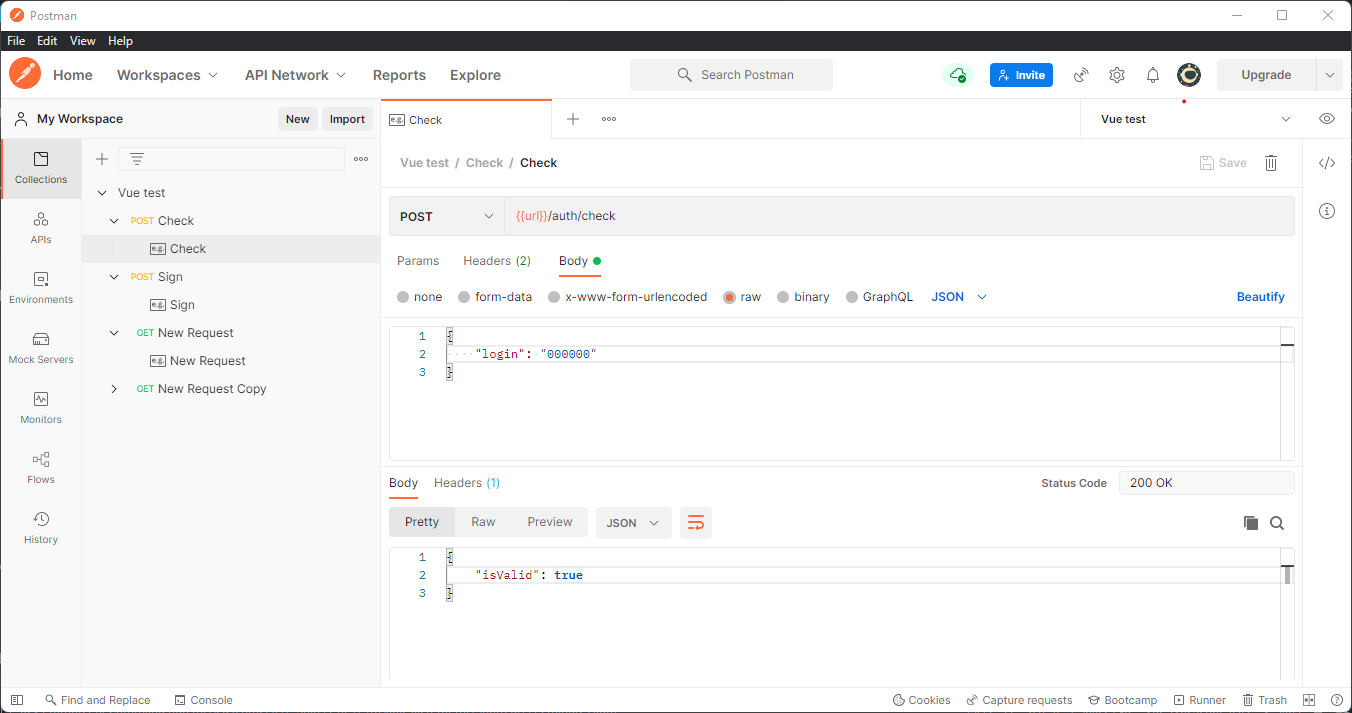 Postman
File Edit View Help
Home Workspaces API Network Reports Explore Search Postman Invite Upgrade
My Workspace New Import
e.g. Check
Vue test
Collections
APIs
Environments
Mock Servers
Monitors
Flows
History
Vue test
POST Check
e.g. Check
POST Sign
e.g. Sign
GET New Request
e.g. New Request
GET New Request Copy
Vue test / Check / Check Save
POST {{url}}/auth/check
Params Headers (2) Body
none form-data x-www-form-urlencoded raw binary GraphQL JSON Beautify
1 {
2 ····"login":·"000000"
3 }
Body Headers (1) Status Code 200 OK
Pretty Raw Preview JSON
1 {
2 "isValid": true
3 }
Find and Replace Console Cookies Capture requests Bootcamp Runner Trash